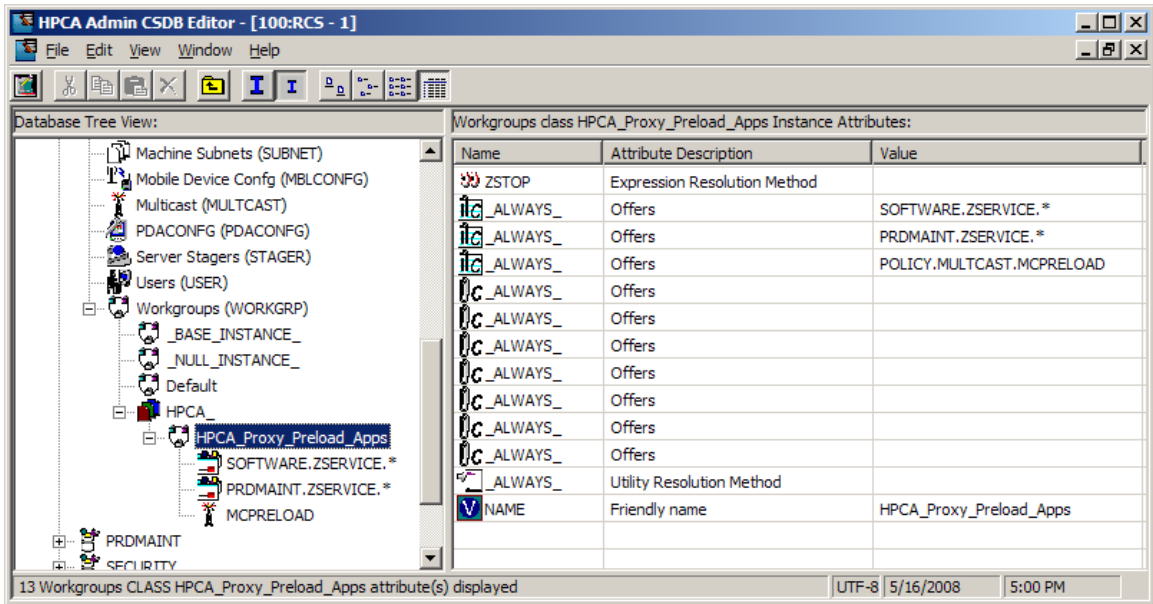 HPCA Admin CSDB Editor - [100:RCS - 1]
File Edit View Window Help
Database Tree View:
Workgroups class HPCA_Proxy_Preload_Apps Instance Attributes:
Machine Subnets (SUBNET)
Mobile Device Confg (MBLCONFG)
Multicast (MULTCAST)
PDACONFG (PDACONFG)
Server Stagers (STAGER)
Users (USER)
Workgroups (WORKGRP)
_BASE_INSTANCE_
_NULL_INSTANCE_
Default
HPCA_
HPCA_Proxy_Preload_Apps
SOFTWARE.ZSERVICE.*
PRDMAINT.ZSERVICE.*
MCPRELOAD
PRDMAINT
SECURITY
Name Attribute Description Value
ZSTOP Expression Resolution Method
_ALWAYS_ Offers SOFTWARE.ZSERVICE.*
_ALWAYS_ Offers PRDMAINT.ZSERVICE.*
_ALWAYS_ Offers POLICY.MULTCAST.MCPRELOAD
_ALWAYS_ Offers
_ALWAYS_ Offers
_ALWAYS_ Offers
_ALWAYS_ Offers
_ALWAYS_ Offers
_ALWAYS_ Offers
_ALWAYS_ Offers
_ALWAYS_ Utility Resolution Method
NAME Friendly name HPCA_Proxy_Preload_Apps
13 Workgroups CLASS HPCA_Proxy_Preload_Apps attribute(s) displayed
UTF-8 5/16/2008 5:00 PM